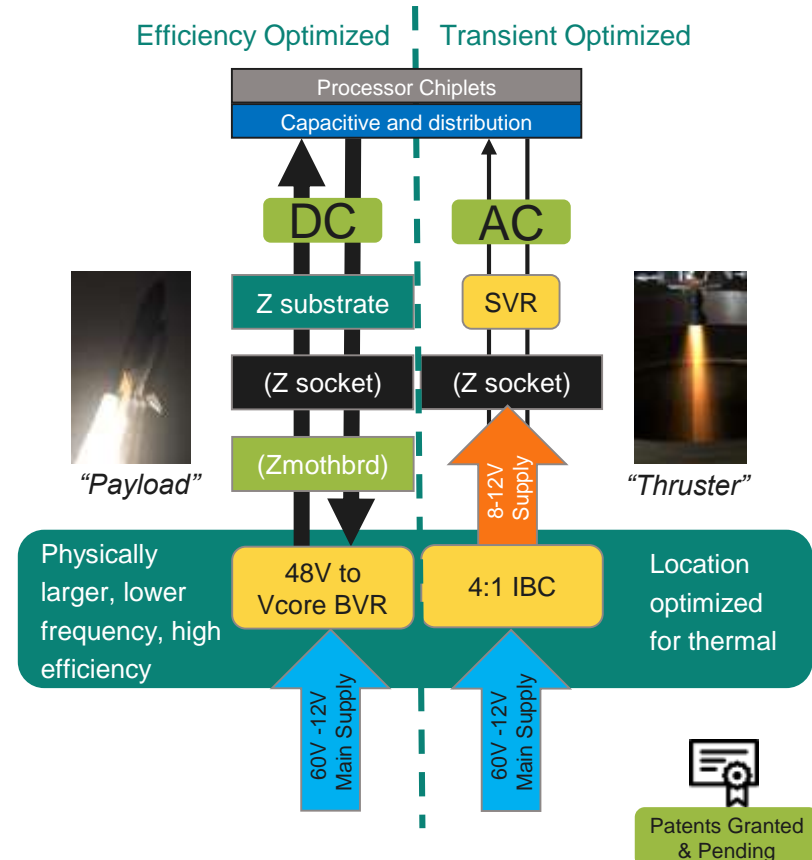 Efficiency Optimized
Transient Optimized
Processor Chiplets
Capacitive and distribution
DC
AC
Z substrate
SVR
(Z socket)
(Z socket)
(Zmothbrd)
8-12V
Supply
“Payload”
“Thruster”
Physically
larger, lower
frequency, high
efficiency
48V to
Vcore BVR
4:1 IBC
Location
optimized
for thermal
60V -12V
Main Supply
60V -12V
Main Supply
Patents Granted
& Pending